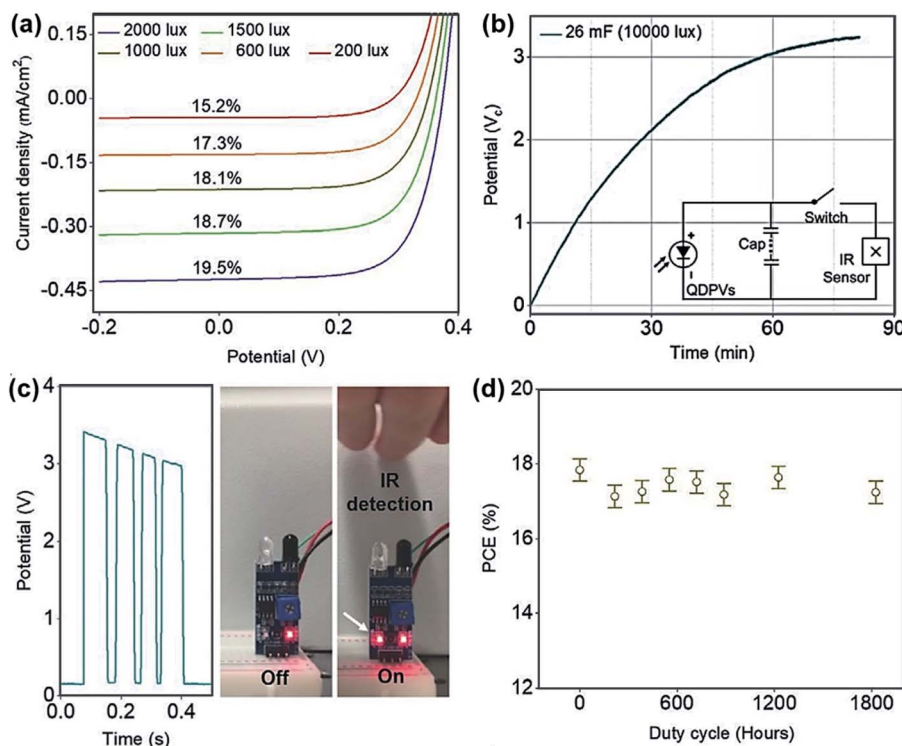 (a)
2000 lux 1500 lux
1000 lux 600 lux 200 lux
15.2%
17.3%
18.1%
18.7%
19.5%
0.15
0.00
-0.15
-0.30
-0.45
Current density (mA/cm²)
-0.2 0.0 0.2 0.4
Potential (V)
(b)
26 mF (10000 lux)
3
2
1
0
Potential (Vc)
Switch
Cap
+
IR
Sensor
QDPVs
0 30 60 90
Time (min)
(c)
4
3
2
1
0
Potential (V)
0.0 0.2 0.4
Time (s)
Off
IR
detection
On
(d)
20
18
16
14
12
PCE (%)
0 600 1200 1800
Duty cycle (Hours)